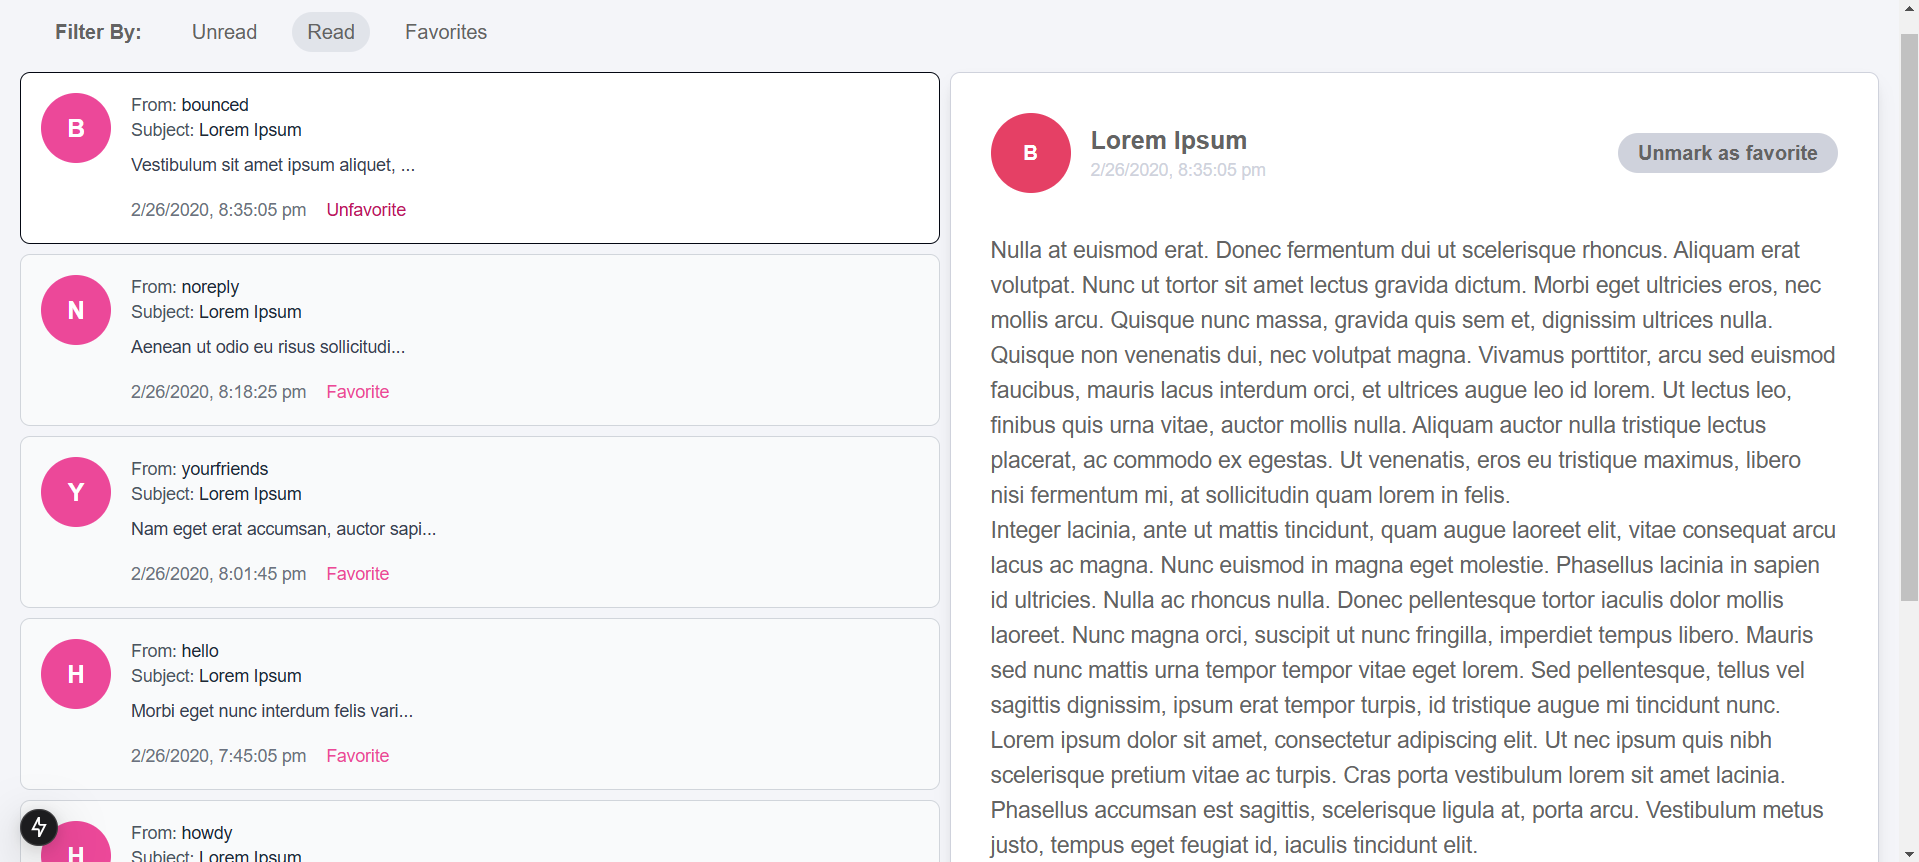 Filter By: Unread Read Favorites
B
From: bounced
Subject: Lorem Ipsum
Vestibulum sit amet ipsum aliquet, ...
2/26/2020, 8:35:05 pm Unfavorite
N
From: noreply
Subject: Lorem Ipsum
Aenean ut odio eu risus sollicitudi...
2/26/2020, 8:18:25 pm Favorite
Y
From: yourfriends
Subject: Lorem Ipsum
Nam eget erat accumsan, auctor sapi...
2/26/2020, 8:01:45 pm Favorite
H
From: hello
Subject: Lorem Ipsum
Morbi eget nunc interdum felis vari...
2/26/2020, 7:45:05 pm Favorite
H
From: howdy
Subject: Lorem Ipsum
B
Lorem Ipsum
2/26/2020, 8:35:05 pm
Unmark as favorite
Nulla at euismod erat. Donec fermentum dui ut scelerisque rhoncus. Aliquam erat
volutpat. Nunc ut tortor sit amet lectus gravida dictum. Morbi eget ultricies eros, nec
mollis arcu. Quisque nunc massa, gravida quis sem et, dignissim ultrices nulla.
Quisque non venenatis dui, nec volutpat magna. Vivamus porttitor, arcu sed euismod
faucibus, mauris lacus interdum orci, et ultrices augue leo id lorem. Ut lectus leo,
finibus quis urna vitae, auctor mollis nulla. Aliquam auctor nulla tristique lectus
placerat, ac commodo ex egestas. Ut venenatis, eros eu tristique maximus, libero
nisi fermentum mi, at sollicitudin quam lorem in felis.
Integer lacinia, ante ut mattis tincidunt, quam augue laoreet elit, vitae consequat arcu
lacus ac magna. Nunc euismod in magna eget molestie. Phasellus lacinia in sapien
id ultricies. Nulla ac rhoncus nulla. Donec pellentesque tortor iaculis dolor mollis
laoreet. Nunc magna orci, suscipit ut nunc fringilla, imperdiet tempus libero. Mauris
sed nunc mattis urna tempor tempor vitae eget lorem. Sed pellentesque, tellus vel
sagittis dignissim, ipsum erat tempor turpis, id tristique augue mi tincidunt nunc.
Lorem ipsum dolor sit amet, consectetur adipiscing elit. Ut nec ipsum quis nibh
scelerisque pretium vitae ac turpis. Cras porta vestibulum lorem sit amet lacinia.
Phasellus accumsan est sagittis, scelerisque ligula at, porta arcu. Vestibulum metus
justo, tempus eget feugiat id, iaculis tincidunt elit.